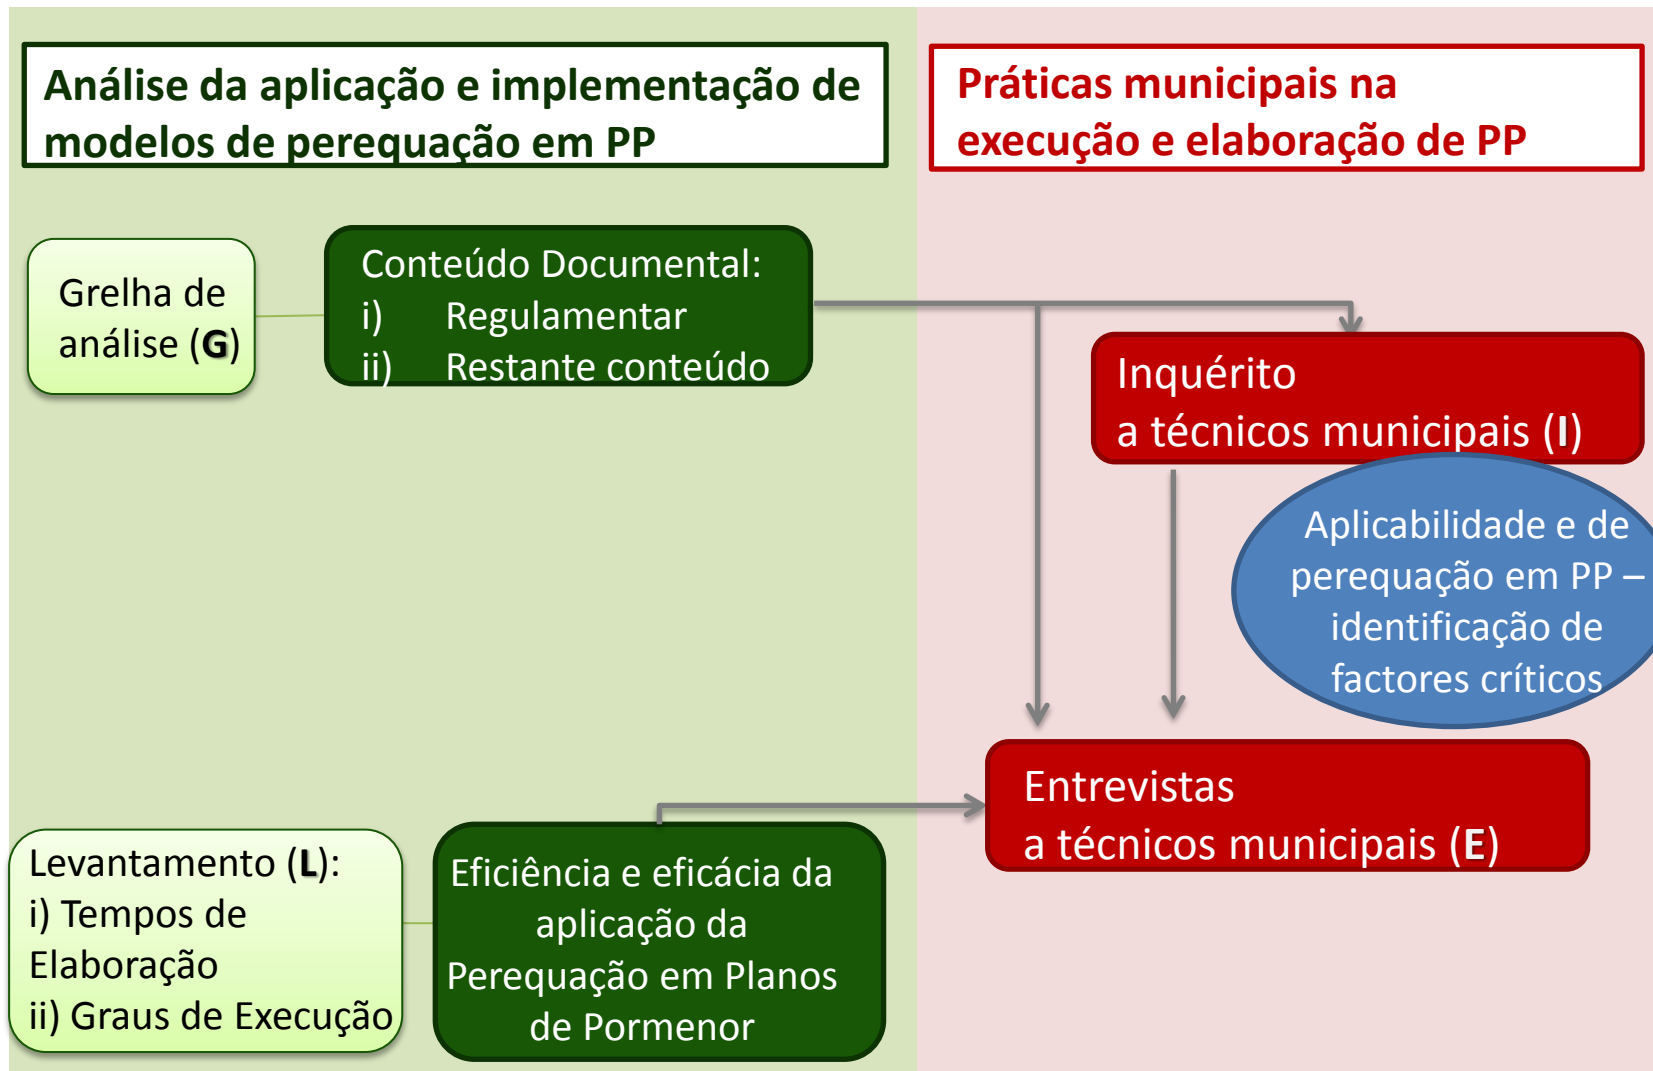 Análise da aplicação e implementação de
modelos de perequação em PP
Práticas municipais na
execução e elaboração de PP
Grelha de
análise (G)
Conteúdo Documental:
i) Regulamentar
ii) Restante conteúdo
Inquérito
a técnicos municipais (I)
Aplicabilidade e de
perequação em PP –
identificação de
factores críticos
Entrevistas
a técnicos municipais (E)
Levantamento (L):
i) Tempos de
Elaboração
ii) Graus de Execução
Eficiência e eficácia da
aplicação da
Perequação em Planos
de Pormenor